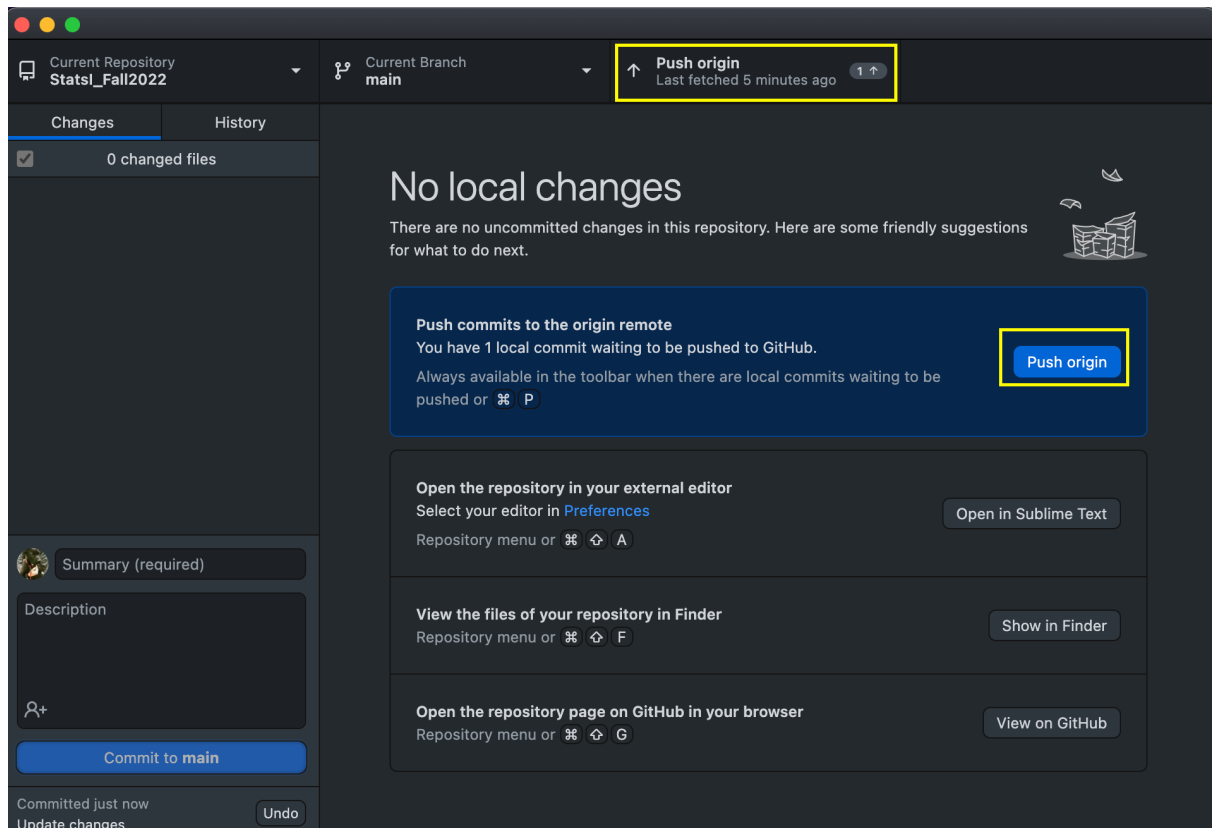 Current Repository
StatsI_Fall2022
Current Branch
main
Push origin
Last fetched 5 minutes ago
1 ↑
Changes
History
0 changed files
No local changes
There are no uncommitted changes in this repository. Here are some friendly suggestions
for what to do next.
Push commits to the origin remote
You have 1 local commit waiting to be pushed to GitHub.
Always available in the toolbar when there are local commits waiting to be
pushed or ⌘ P
Push origin
Open the repository in your external editor
Select your editor in Preferences
Repository menu or ⌘ ⇧ A
Open in Sublime Text
View the files of your repository in Finder
Repository menu or ⌘ ⇧ F
Show in Finder
Open the repository page on GitHub in your browser
Repository menu or ⌘ ⇧ G
View on GitHub
Summary (required)
Description
Commit to main
Committed just now
Update changes
Undo